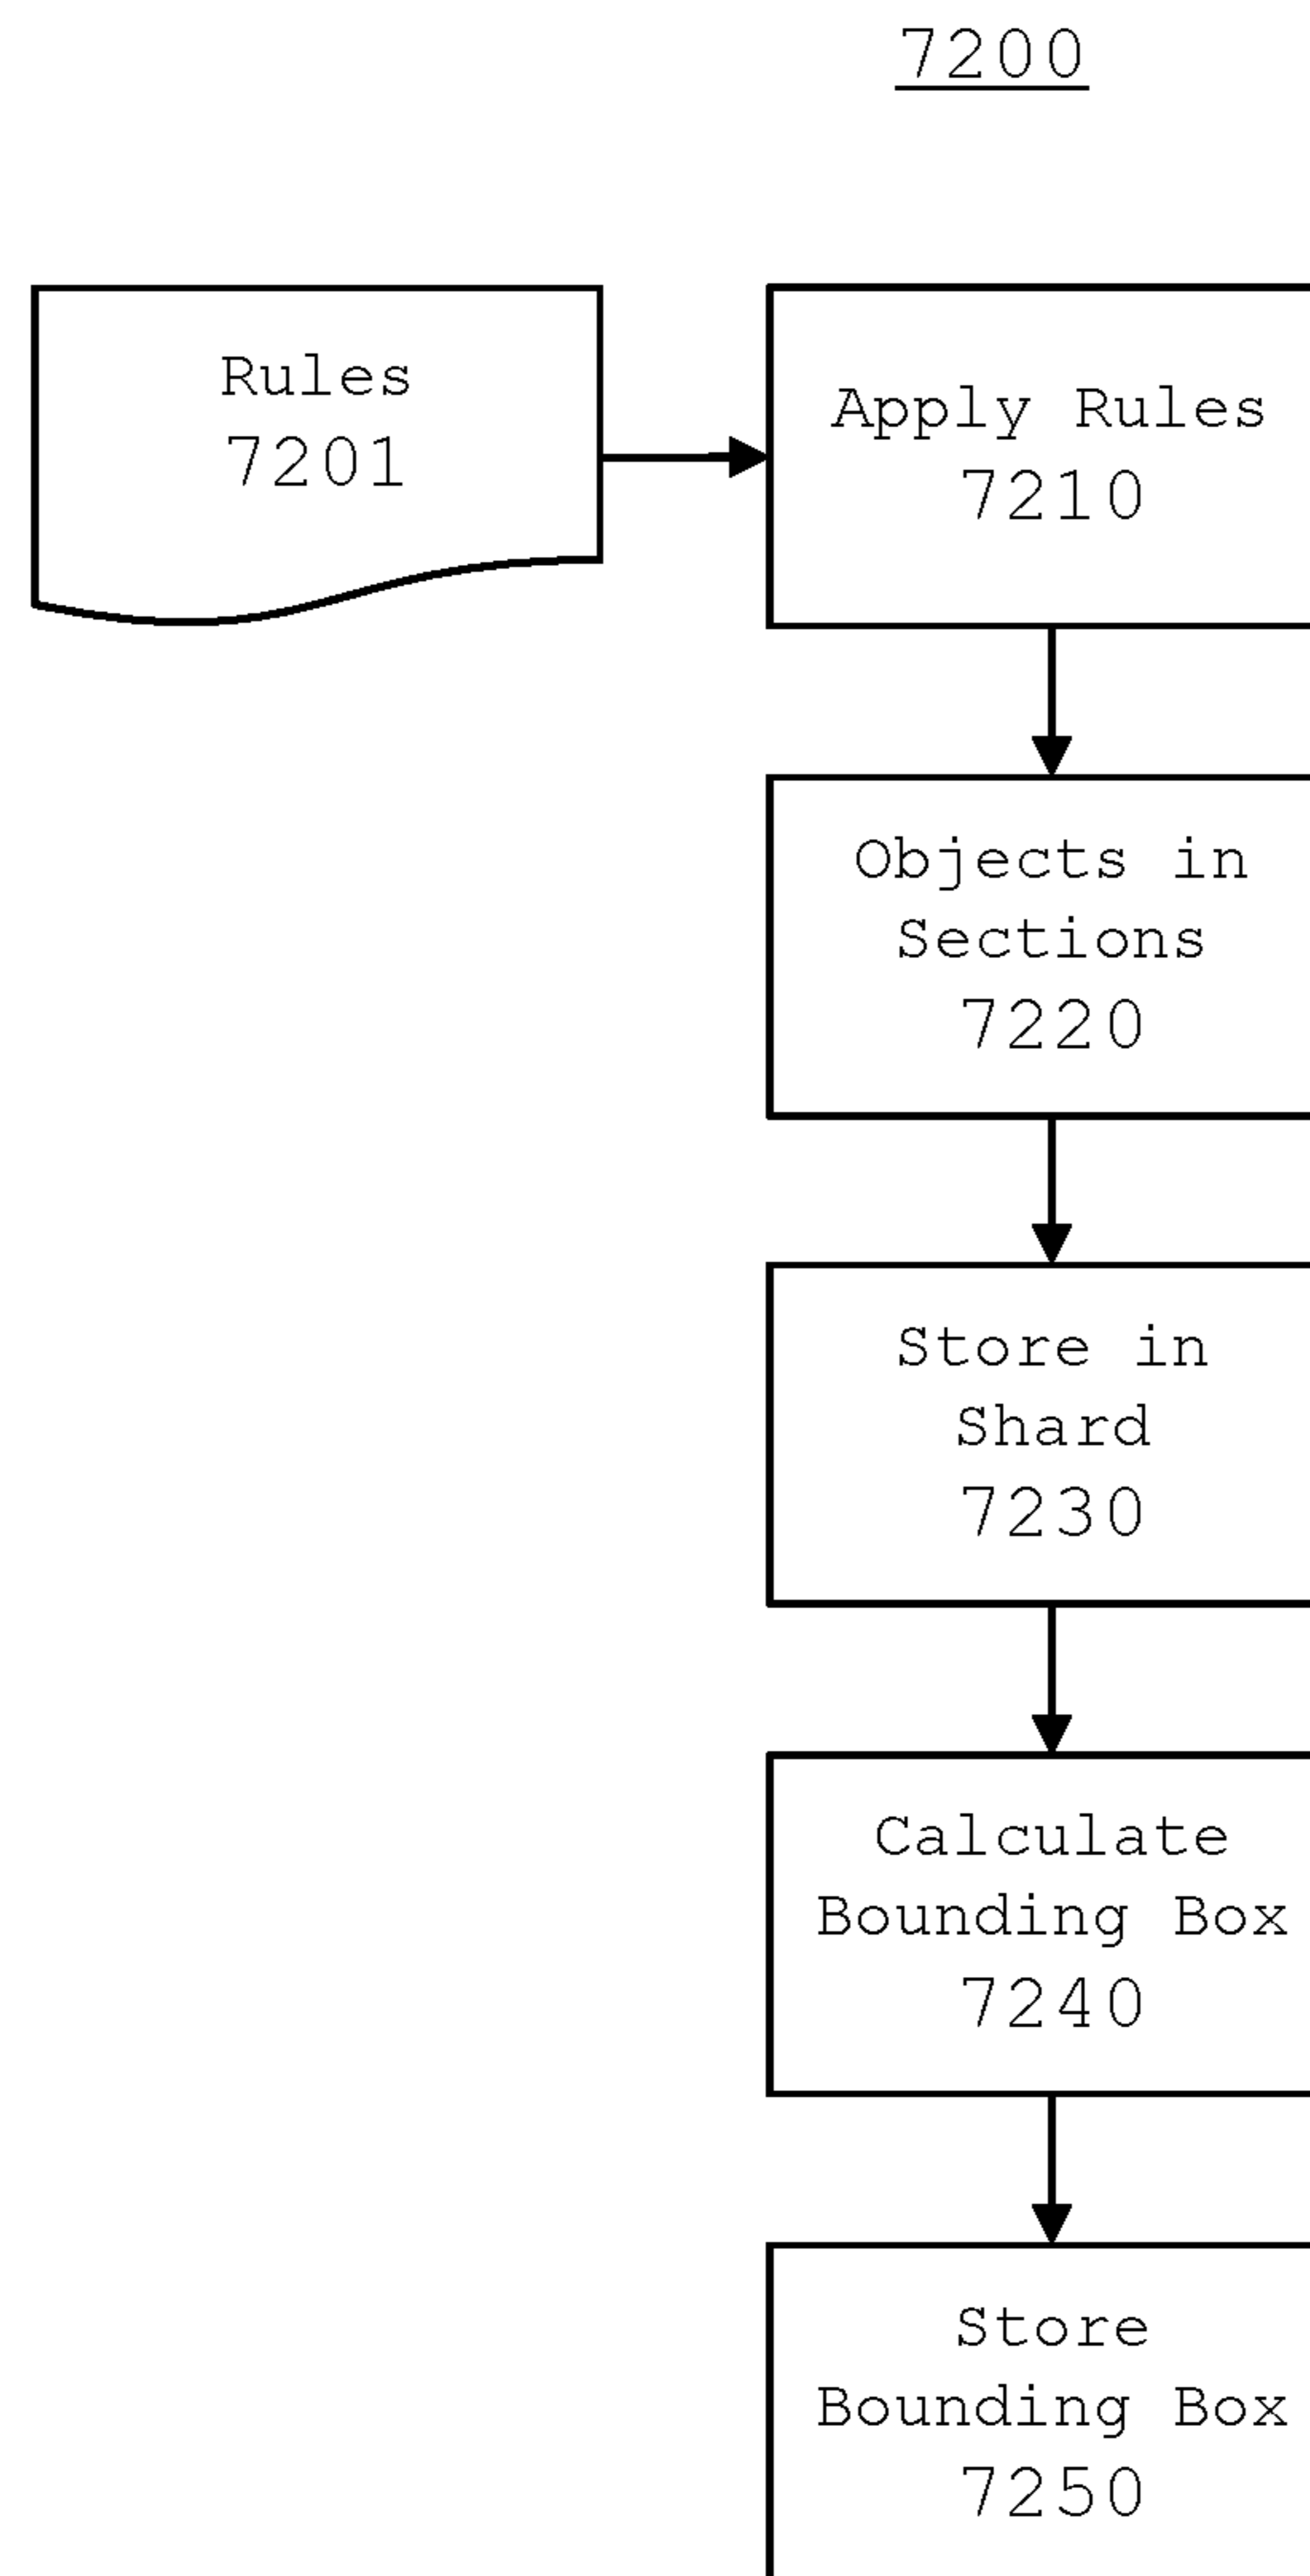 7200
Rules
7201
Apply Rules
7210
Objects in
Sections
7220
Store in
Shard
7230
Calculate
Bounding Box
7240
Store
Bounding Box
7250